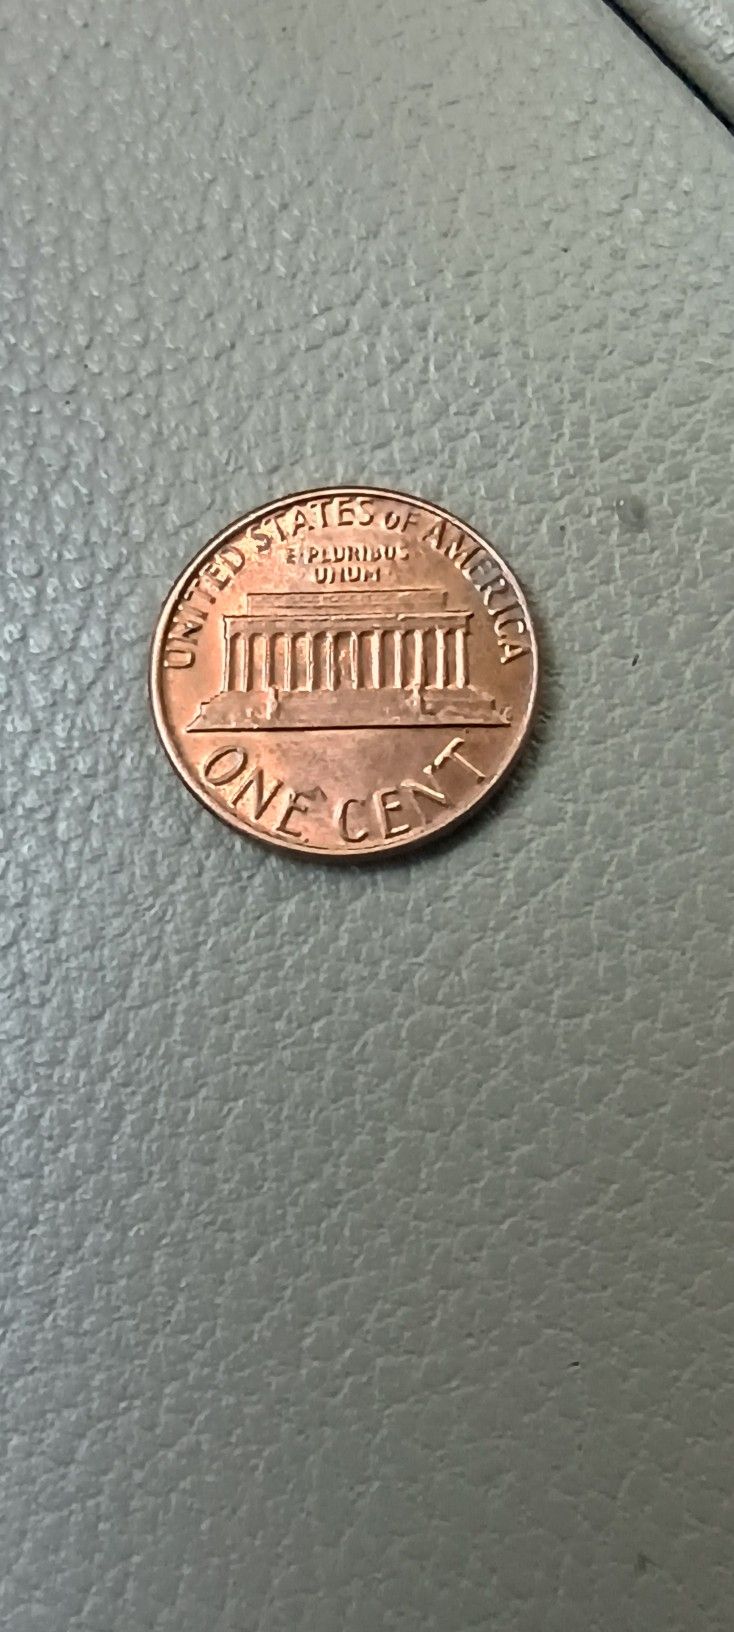 UNITED STATES OF AMERICA
E·PLURIBUS
UNUM
ONE CENT